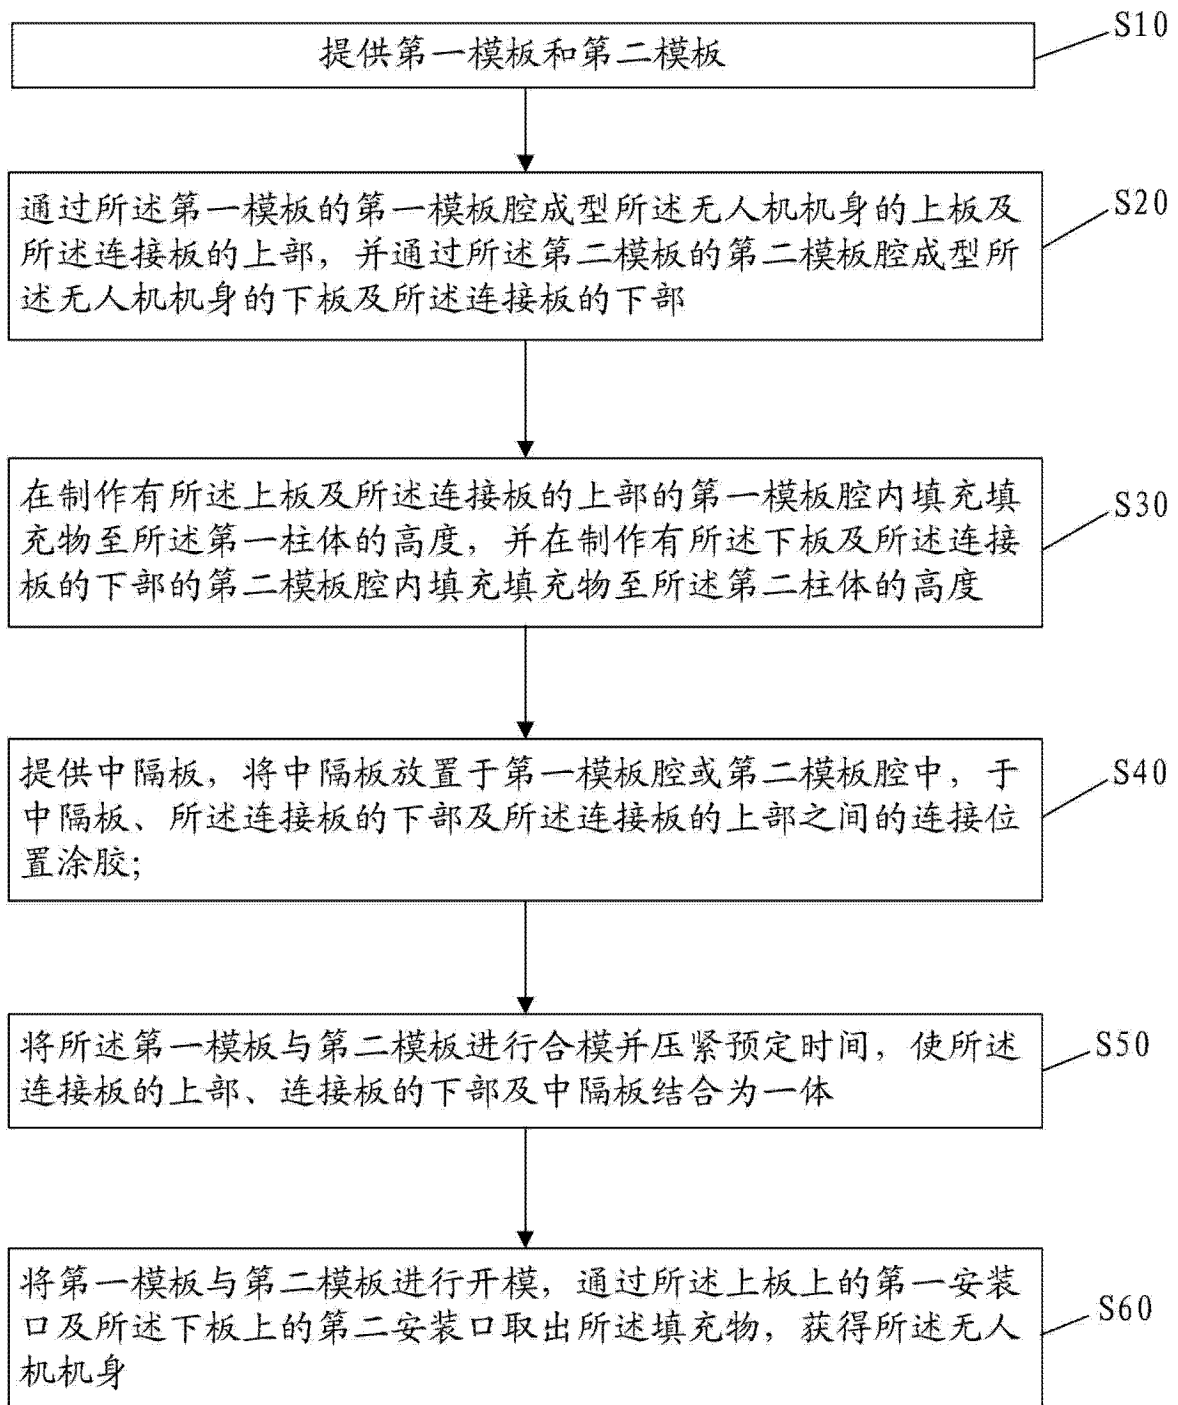 提供第一模板和第二模板
S10
通过所述第一模板的第一模板腔成型所述无人机机身的上板及
所述连接板的上部，并通过所述第二模板的第二模板腔成型所
述无人机机身的下板及所述连接板的下部
S20
在制作有所述上板及所述连接板的上部的第一模板腔内填充填
充物至所述第一柱体的高度，并在制作有所述下板及所述连接
板的下部的第二模板腔内填充填充物至所述第二柱体的高度
S30
提供中隔板，将中隔板放置于第一模板腔或第二模板腔中，于
中隔板、所述连接板的下部及所述连接板的上部之间的连接位
置涂胶；
S40
将所述第一模板与第二模板进行合模并压紧预定时间，使所述
连接板的上部、连接板的下部及中隔板结合为一体
S50
将第一模板与第二模板进行开模，通过所述上板上的第一安装
口及所述下板上的第二安装口取出所述填充物，获得所述无人
机机身
S60